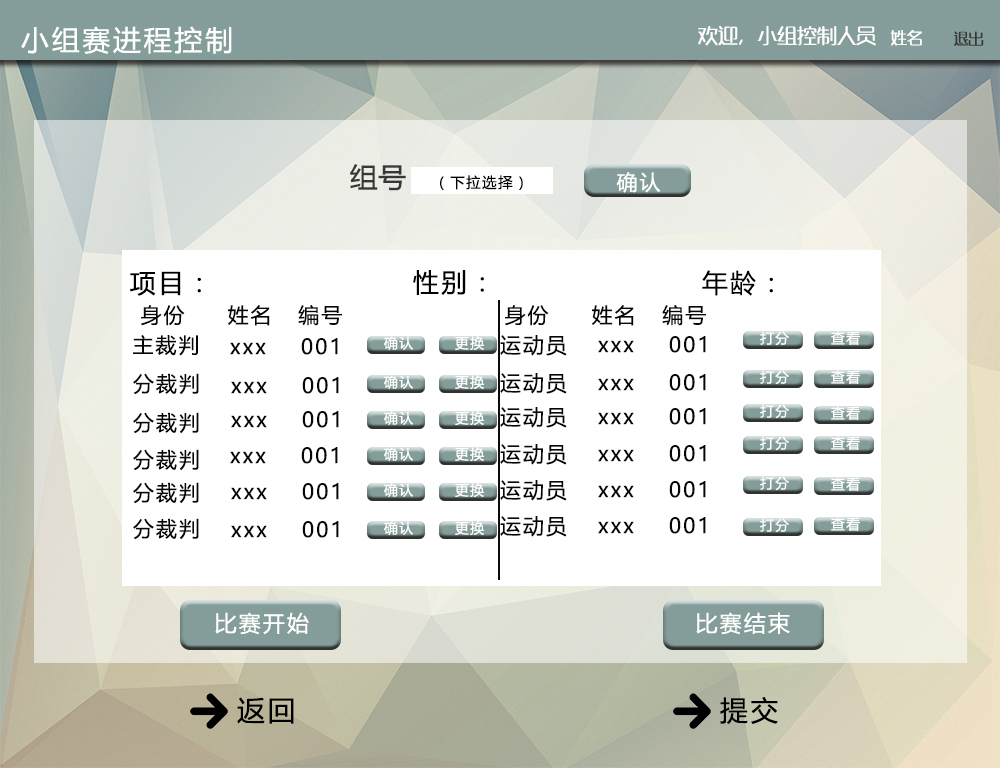 小组赛进程控制 欢迎, 小组控制人员 姓名 退出
组号 （下拉选择） 确认
项目： 性别： 年龄：
身份 姓名 编号 身份 姓名 编号
主裁判 xxx 001 确认 更换 运动员 xxx 001 打分 查看
分裁判 xxx 001 确认 更换 运动员 xxx 001 打分 查看
分裁判 xxx 001 确认 更换 运动员 xxx 001 打分 查看
分裁判 xxx 001 确认 更换 运动员 xxx 001 打分 查看
分裁判 xxx 001 确认 更换 运动员 xxx 001 打分 查看
分裁判 xxx 001 确认 更换 运动员 xxx 001 打分 查看
比赛开始 比赛结束
返回 提交